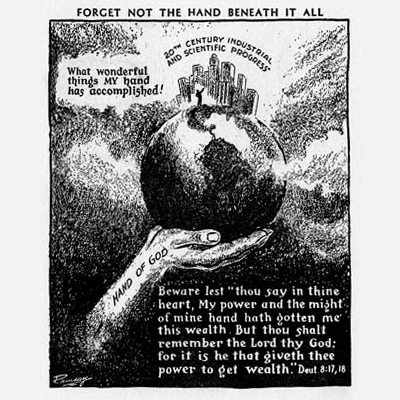 FORGET NOT THE HAND BENEATH IT ALL
20TH CENTURY INDUSTRIAL
AND SCIENTIFIC PROGRESS
What wonderful
things MY hand
has accomplished!
HAND OF GOD
Beware lest "thou say in thine
heart, My power and the might
of mine hand hath gotten me
this wealth. But thou shalt
remember the Lord thy God:
for it is he that giveth thee
power to get wealth." Deut 8:17,18
Ramsey